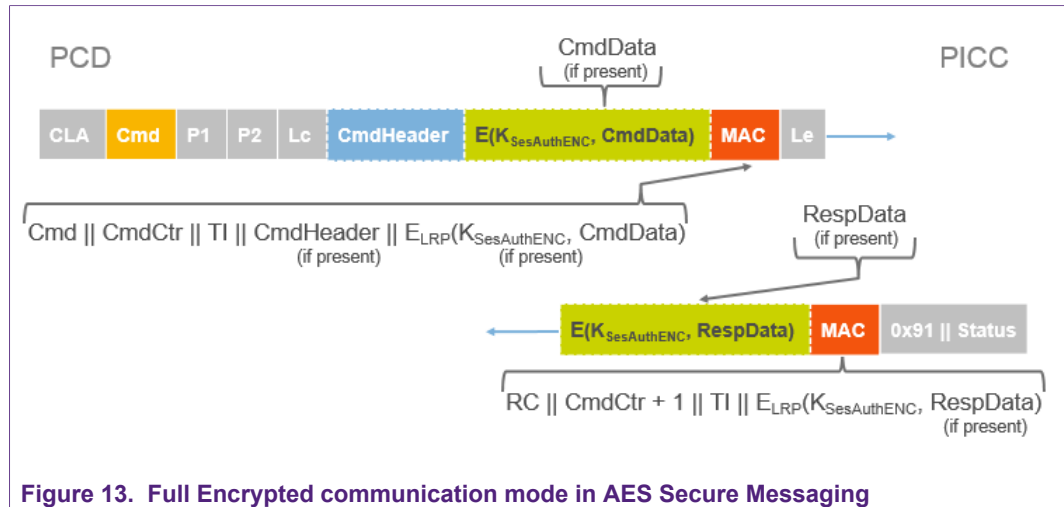 CmdData
(if present)
PCD
PICC
CLA Cmd P1 P2 Lc CmdHeader E(KSesAuthENC, CmdData) MAC Le
Cmd || CmdCtr || TI || CmdHeader || ELRP(KSesAuthENC, CmdData)
(if present) (if present)
RespData
(if present)
E(KSesAuthENC, RespData) MAC 0x91 || Status
RC || CmdCtr + 1 || TI || ELRP(KSesAuthENC, RespData)
(if present)
Figure 13. Full Encrypted communication mode in AES Secure Messaging